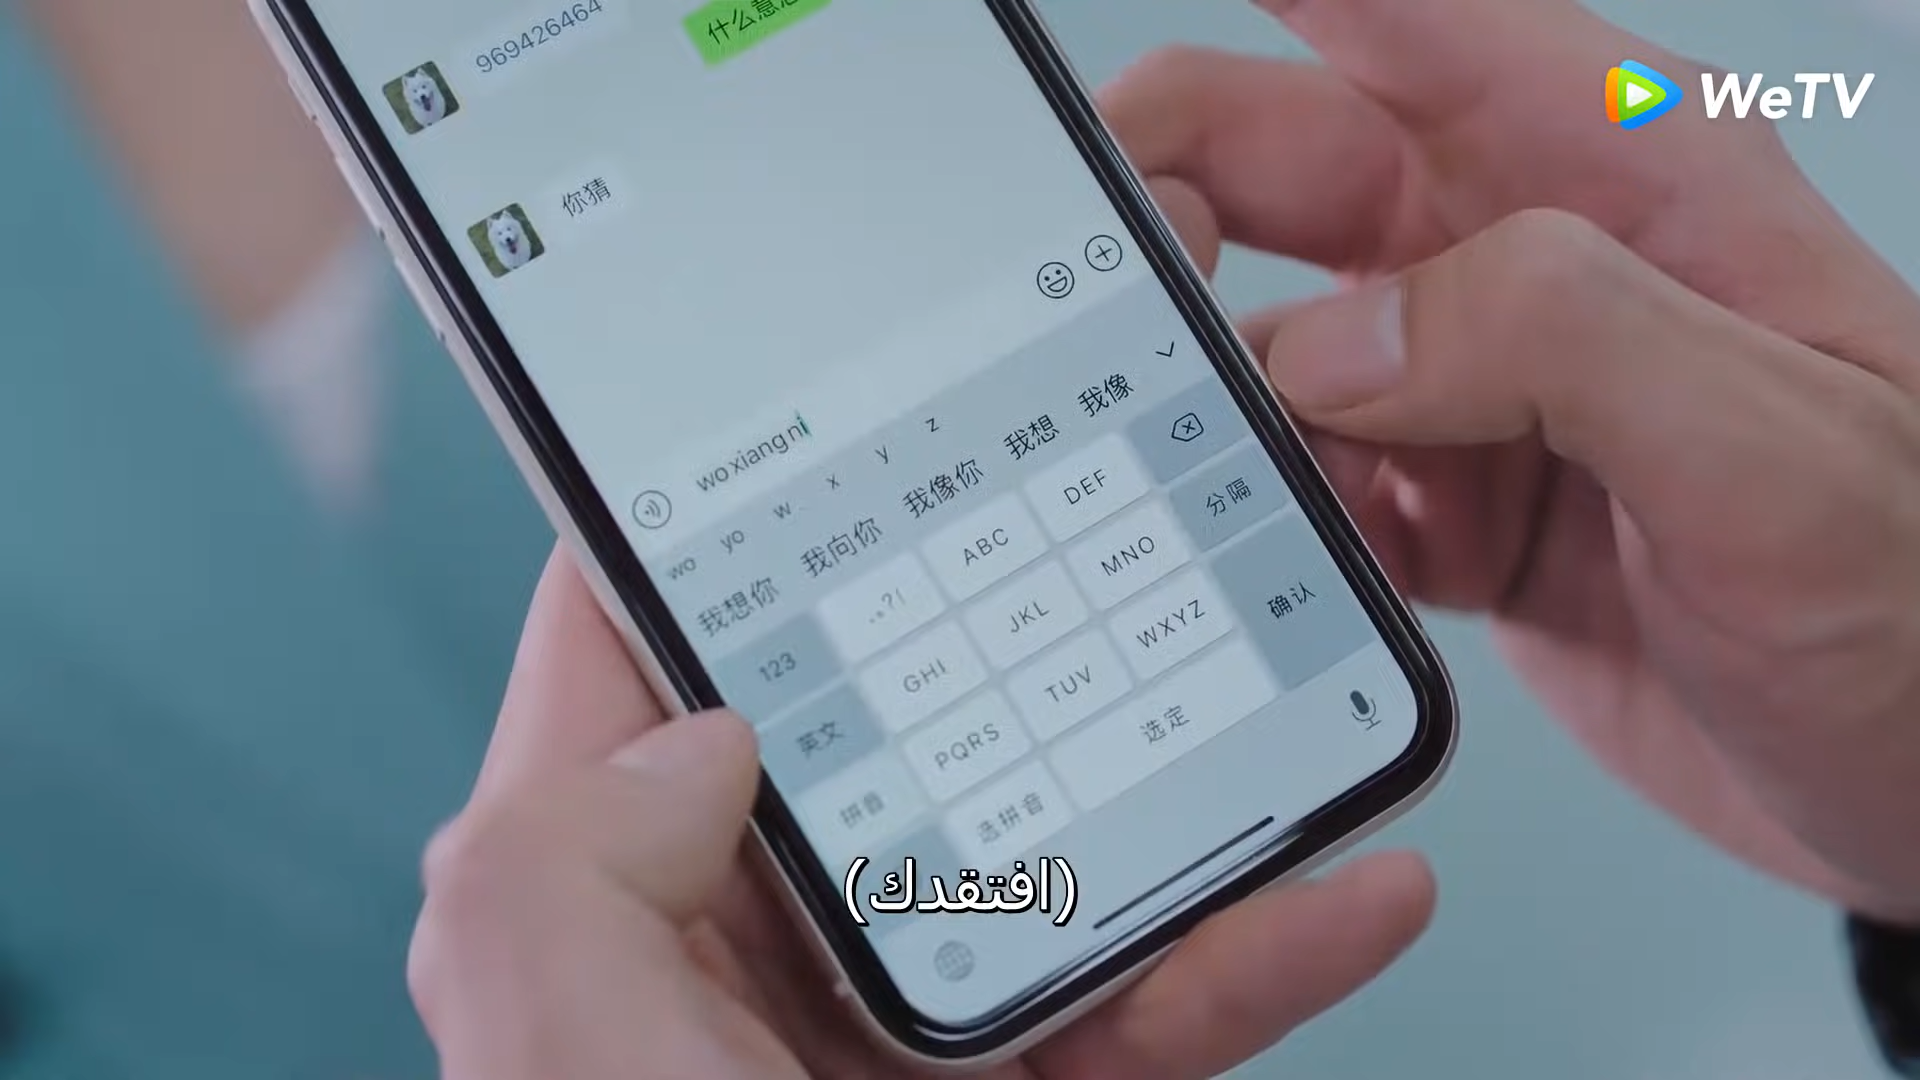 969426464
什么意思
WeTV
你猜
wo xiang ni
wo yo w x y z
我想你 我向你 我像你 我想 我像
123 .,?! ABC DEF
英文 GHI JKL MNO 分隔
拼音 PQRS TUV WXYZ 确认
选拼音 选定
(افتقدك)